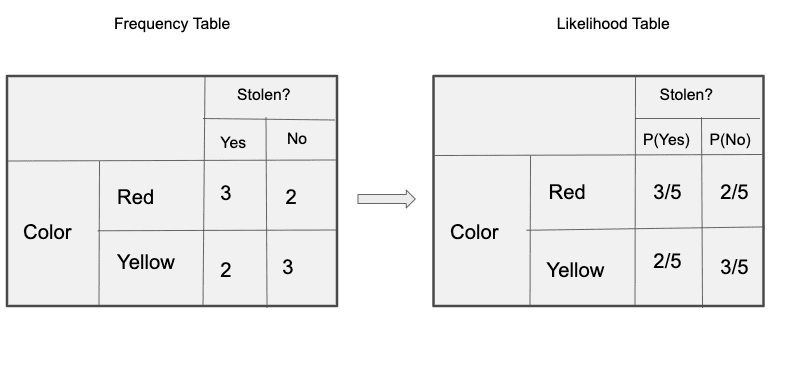 Frequency Table
Stolen?
Yes No
Red 3 2
Color
Yellow 2 3
Likelihood Table
Stolen?
P(Yes) P(No)
Red 3/5 2/5
Color
Yellow 2/5 3/5